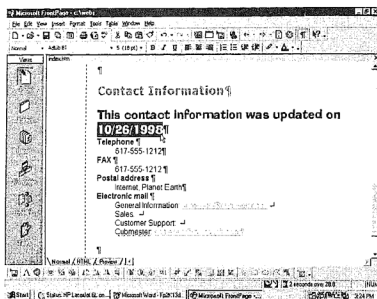 Microsoft FrontPage - c:\webs
File Edit View Insert Format Tools Table Window Help
Normal
5 (18 pt)
Views
index.htm
Contact Information¶
This contact information was updated on
10/26/1998¶
Telephone ¶
617-555-1212¶
FAX ¶
617-555-1212¶
Postal address ¶
Internet, Planet Earth¶
Electronic mail ¶
General Information:
Sales:
Customer Support:
Webmaster
Normal / HTML / Preview
2 seconds over 28.8
Start
Microsoft Word
Microsoft FrontPage